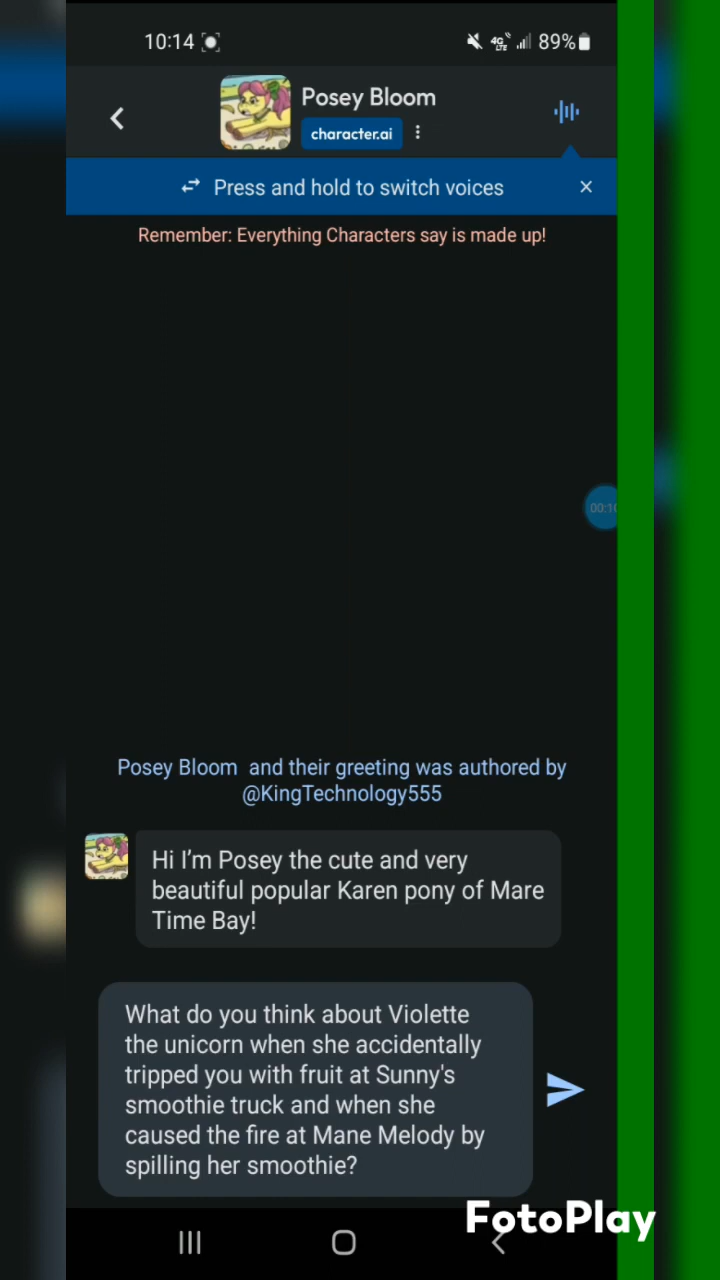 10:14
4G LTE 89%
Posey Bloom
character.ai
Press and hold to switch voices
Remember: Everything Characters say is made up!
00:10
Posey Bloom and their greeting was authored by
@KingTechnology555
Hi I'm Posey the cute and very
beautiful popular Karen pony of Mare
Time Bay!
What do you think about Violette
the unicorn when she accidentally
tripped you with fruit at Sunny's
smoothie truck and when she
caused the fire at Mane Melody by
spilling her smoothie?
FotoPlay